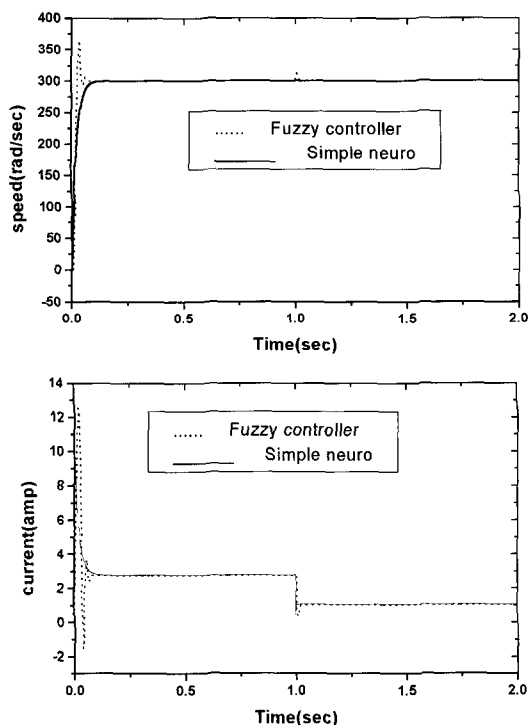 400
350
300
250
200
150
100
50
0
-50
speed(rad/sec)
Fuzzy controller
Simple neuro
0.0 0.5 1.0 1.5 2.0
Time(sec)
14
12
10
8
6
4
2
0
current(amp)
Fuzzy controller
Simple neuro
0.0 0.5 1.0 1.5 2.0
Time(sec)